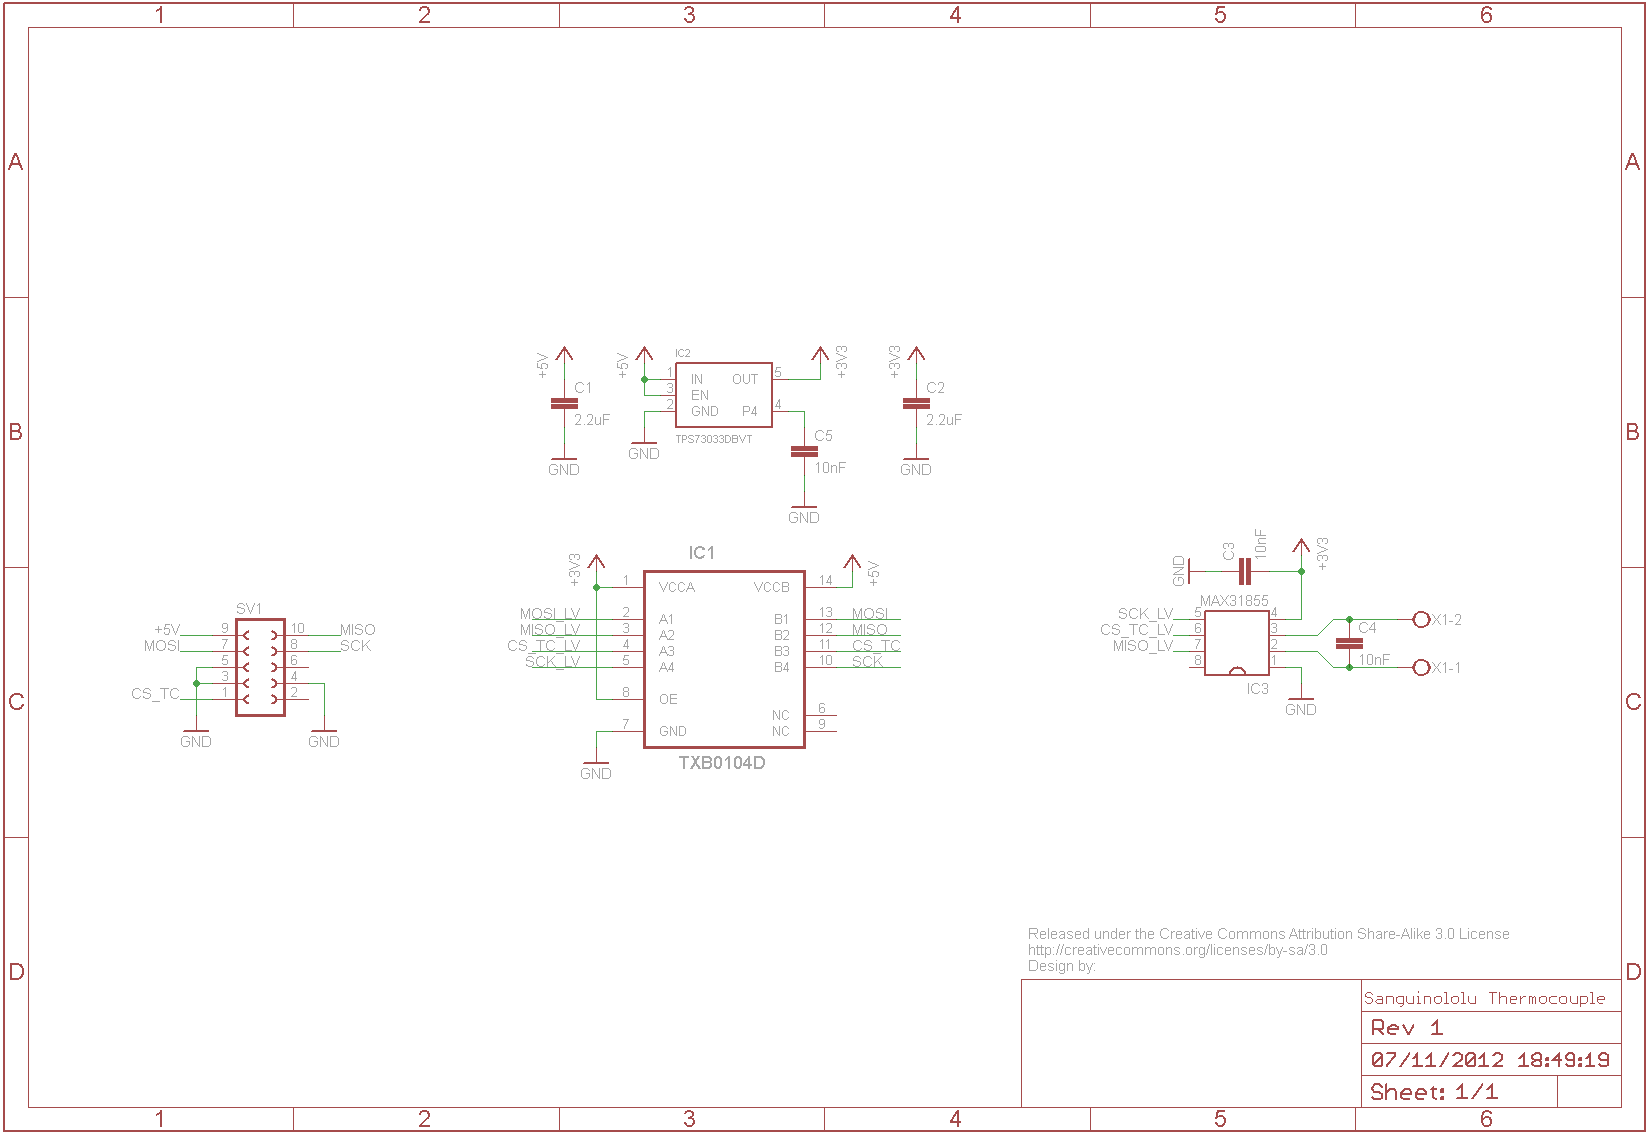 1 2 3 4 5 6
A A
+5V +5V IC2 +3V3 +3V3
1 IN OUT 5
C1 3 EN C2
2.2uF 2 GND P4 4 2.2uF
B B
TPS73033DBVT C5
GND GND 10nF GND
GND
IC1
+3V3 +5V
1 VCCA VCCB 14
MOSI_LV 2 A1 B1 13 MOSI
MISO_LV 3 A2 B2 12 MISO
CS_TC_LV 4 A3 B3 11 CS_TC
SCK_LV 5 A4 B4 10 SCK
8 OE
NC 6
7 GND NC 9
GND TXB0104D
SV1
+5V 9 10 MISO
MOSI 7 8 SCK
5 6
3 4
CS_TC 1 2
GND GND
GND C3 10nF +3V3
MAX31855
SCK_LV 5 4 X1-2
CS_TC_LV 6 3 C4
MISO_LV 7 2 10nF
8 1 X1-1
IC3
GND
C C
Released under the Creative Commons Attribution Share-Alike 3.0 License
http://creativecommons.org/licenses/by-sa/3.0
Design by:
D D
Sanguinololu Thermocouple
Rev 1
07/11/2012 18:49:19
Sheet: 1/1
1 2 3 4 5 6